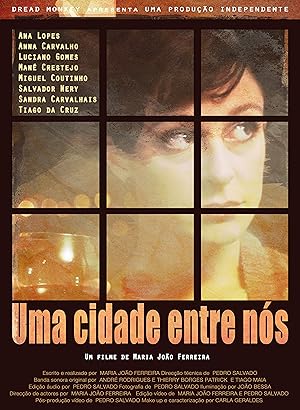 DREAD MONKEY APRESENTA UMA PRODUÇÃO INDEPENDENTE
ANA LOPES
ANNA CARVALHO
LUCIANO GOMES
MANÉ CRESTEJO
MIGUEL COUTINHO
SALVADOR NERY
SANDRA CARVALHAIS
TIAGO DA CRUZ
Uma cidade entre nós
UM FILME DE MARIA JOÃO FERREIRA
Escrito e realizado por MARIA JOÃO FERREIRA Direcção técnica de PEDRO SALVADO
Banda sonora original por ANDRÉ RODRIGUES E THIERRY BORGES PATRICK E TIAGO MAIA
Edição áudio por PEDRO SALVADO Fotografia de PEDRO SALVADO Iluminação por JOÃO BESSA
Direcção de actores por MARIA JOÃO FERREIRA Edição vídeo de MARIA JOÃO FERREIRA E PEDRO SALVADO
Pós-produção vídeo de PEDRO SALVADO Make up e caracterização por CARLA GERALDES